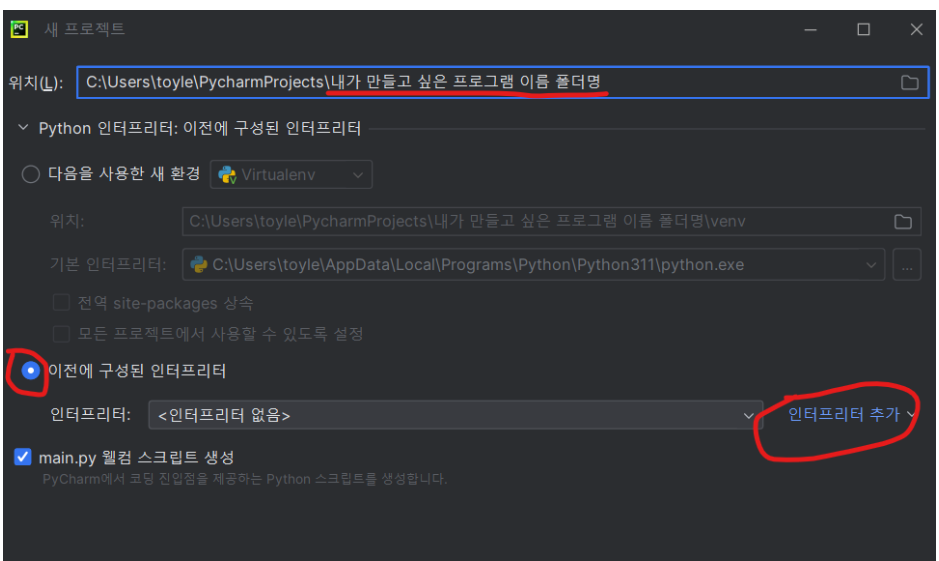 PC 새 프로젝트
위치(L): C:\Users\toyle\PycharmProjects\내가 만들고 싶은 프로그램 이름 폴더명
Python 인터프리터: 이전에 구성된 인터프리터
다음을 사용한 새 환경 Virtualenv
위치: C:\Users\toyle\PycharmProjects\내가 만들고 싶은 프로그램 이름 폴더명\venv
기본 인터프리터: C:\Users\toyle\AppData\Local\Programs\Python\Python311\python.exe ...
전역 site-packages 상속
모든 프로젝트에서 사용할 수 있도록 설정
이전에 구성된 인터프리터
인터프리터: <인터프리터 없음> 인터프리터 추가
main.py 웰컴 스크립트 생성
PyCharm에서 코딩 진입점을 제공하는 Python 스크립트를 생성합니다.